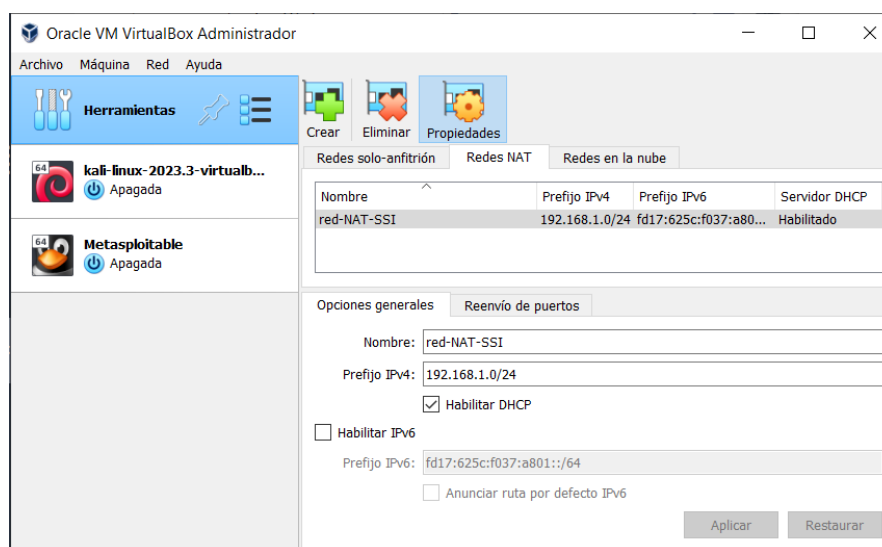 Oracle VM VirtualBox Administrador
Archivo Máquina Red Ayuda
Herramientas
64
kali-linux-2023.3-virtualb...
Apagada
64
Metasploitable
Apagada
Crear Eliminar Propiedades
Redes solo-anfitrión Redes NAT Redes en la nube
Nombre Prefijo IPv4 Prefijo IPv6 Servidor DHCP
red-NAT-SSI 192.168.1.0/24 fd17:625c:f037:a80... Habilitado
Opciones generales Reenvío de puertos
Nombre: red-NAT-SSI
Prefijo IPv4: 192.168.1.0/24
Habilitar DHCP
Habilitar IPv6
Prefijo IPv6: fd17:625c:f037:a801::/64
Anunciar ruta por defecto IPv6
Aplicar Restaurar